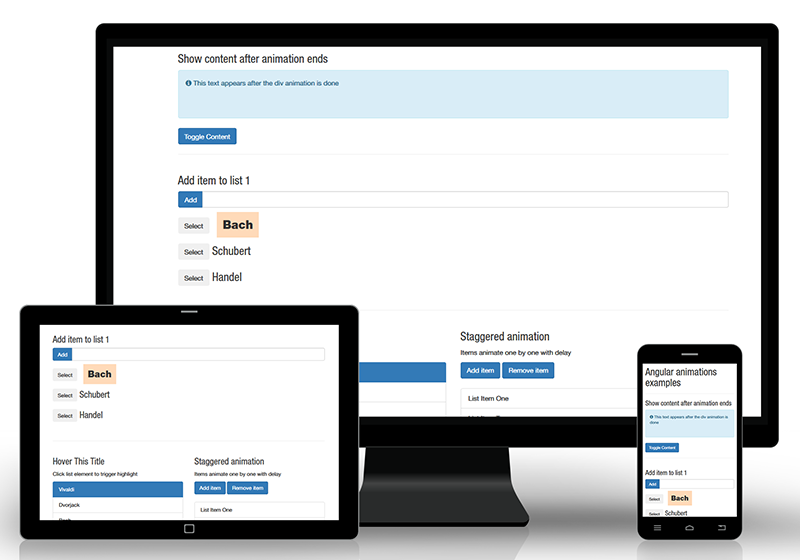 Show content after animation ends
This text appears after the div animation is done
Toggle Content
Add item to list 1
Add
Select Bach
Select Schubert
Select Handel
Staggered animation
Items animate one by one with delay
Add item Remove item
List Item One
Add item to list 1
Add
Select Bach
Select Schubert
Select Handel
Hover This Title
Click list element to trigger highlight
Vivaldi
Dvorjack
Staggered animation
Items animate one by one with delay
Add item Remove item
List Item One
Angular animations
examples
Show content after animation ends
This text appears after the div animation is
done
Toggle Content
Add item to list 1
Add
Select Bach
Select Schubert